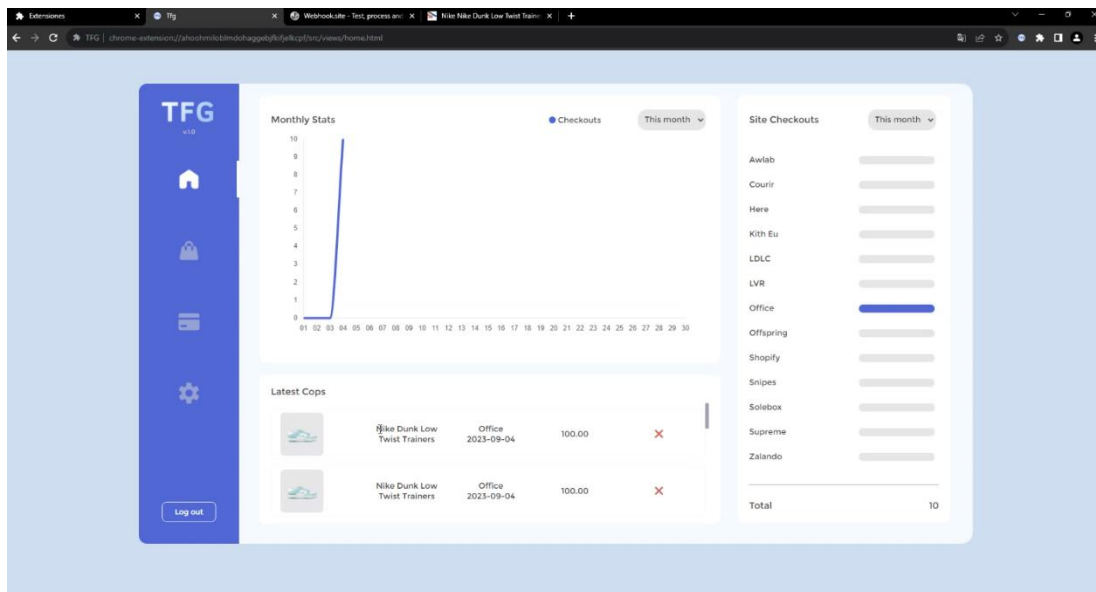 Extensiones
Tfg
Webhook.site - Test, process and
Nike Nike Dunk Low Twist Traine
TFG | chrome-extension://ahoohmiloblmdohaggebjfkifjelkcpf/src/views/home.html
TFG
v1.0
Log out
Monthly Stats
Checkouts
This month
10
9
8
7
6
5
4
3
2
1
0
01 02 03 04 05 06 07 08 09 10 11 12 13 14 15 16 17 18 19 20 21 22 23 24 25 26 27 28 29 30
Latest Cops
Nike Dunk Low
Twist Trainers
Office
2023-09-04
100.00
Nike Dunk Low
Twist Trainers
Office
2023-09-04
100.00
Site Checkouts
This month
Awlab
Courir
Here
Kith Eu
LDLC
LVR
Office
Offspring
Shopify
Snipes
Solebox
Supreme
Zalando
Total
10